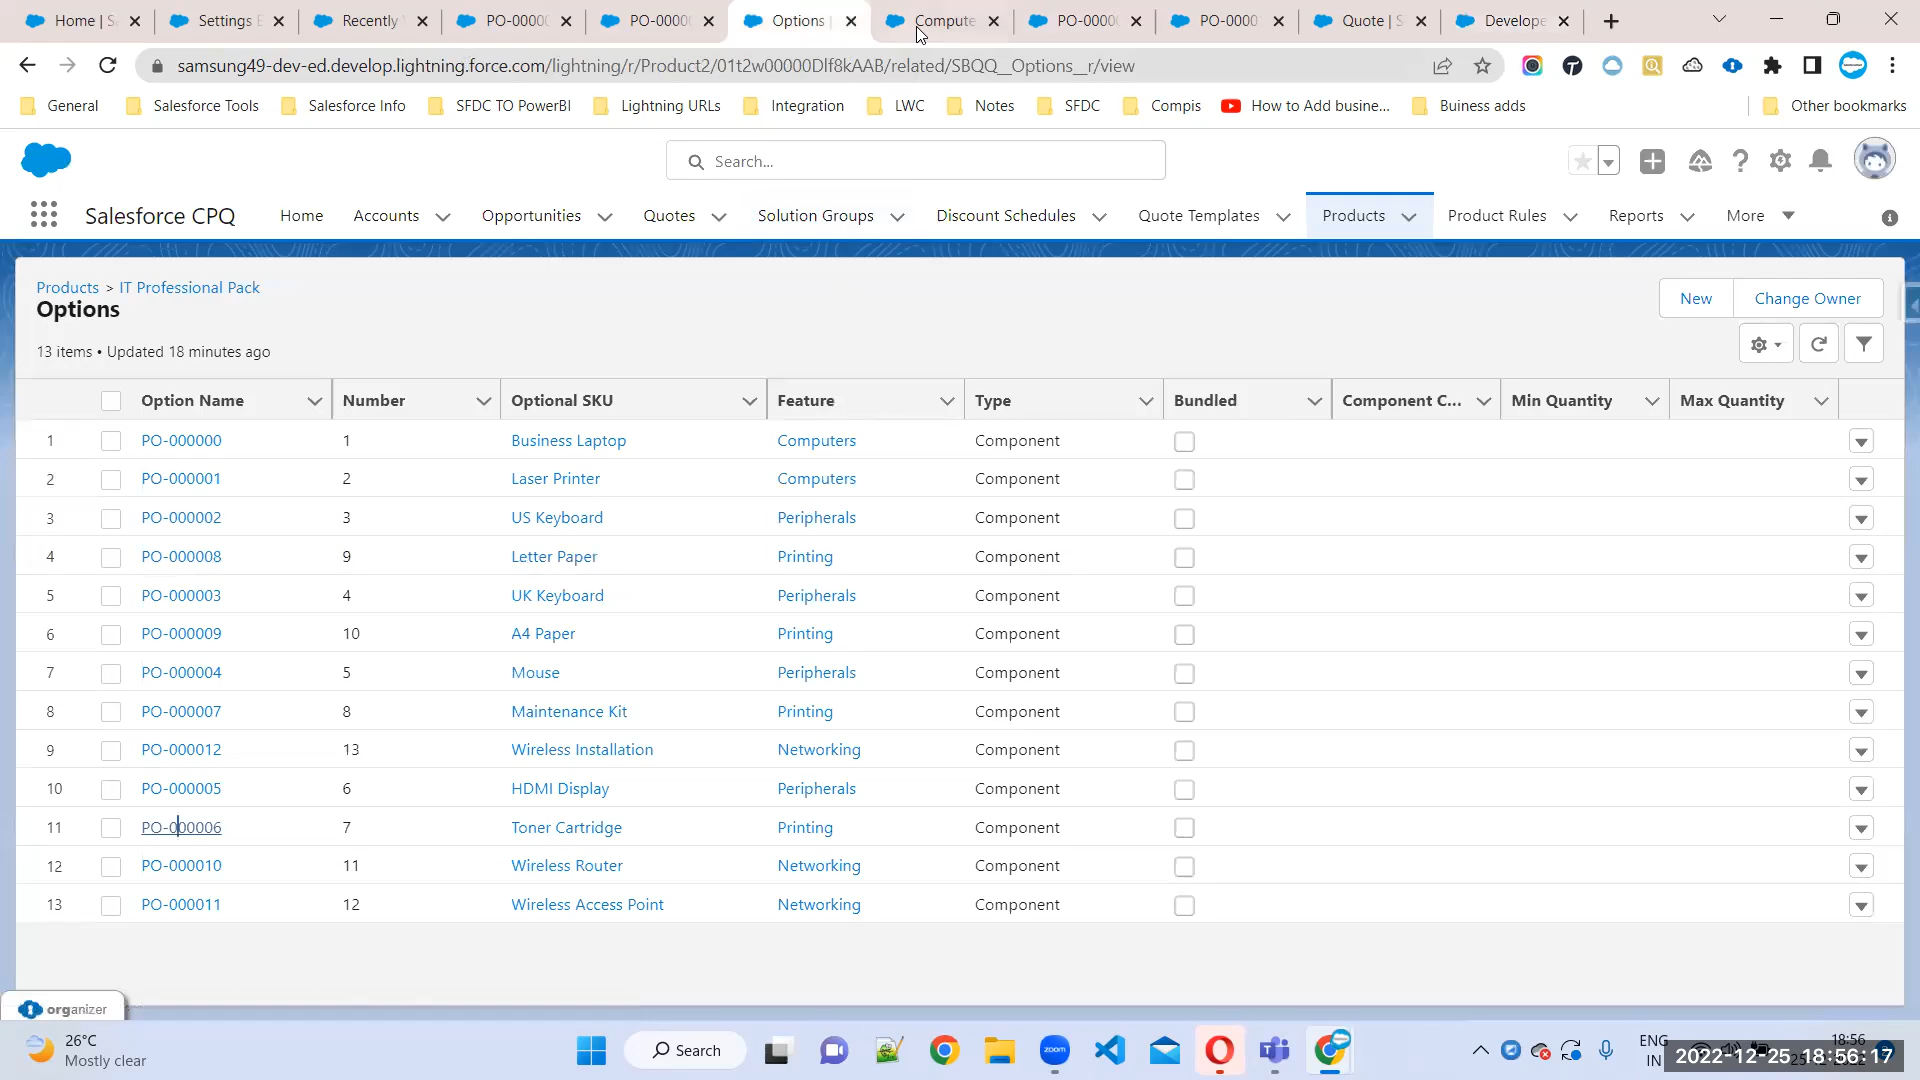 Home | S
Settings E
Recently
PO-0000
PO-0000
Options |
Compute
PO-0000
PO-0000
Quote | S
Develope
samsung49-dev-ed.develop.lightning.force.com/lightning/r/Product2/01t2w00000Dlf8kAAB/related/SBQQ__Options__r/view
General
Salesforce Tools
Salesforce Info
SFDC TO PowerBI
Lightning URLs
Integration
LWC
Notes
SFDC
Compis
How to Add busine...
Buiness adds
Other bookmarks
Search...
Salesforce CPQ
Home
Accounts
Opportunities
Quotes
Solution Groups
Discount Schedules
Quote Templates
Products
Product Rules
Reports
More
Products > IT Professional Pack
Options
New
Change Owner
13 items • Updated 18 minutes ago
Option Name Number Optional SKU Feature Type Bundled Component C... Min Quantity Max Quantity
1 PO-000000 1 Business Laptop Computers Component
2 PO-000001 2 Laser Printer Computers Component
3 PO-000002 3 US Keyboard Peripherals Component
4 PO-000008 9 Letter Paper Printing Component
5 PO-000003 4 UK Keyboard Peripherals Component
6 PO-000009 10 A4 Paper Printing Component
7 PO-000004 5 Mouse Peripherals Component
8 PO-000007 8 Maintenance Kit Printing Component
9 PO-000012 13 Wireless Installation Networking Component
10 PO-000005 6 HDMI Display Peripherals Component
11 PO-000006 7 Toner Cartridge Printing Component
12 PO-000010 11 Wireless Router Networking Component
13 PO-000011 12 Wireless Access Point Networking Component
organizer
26°C
Mostly clear
Search
zoom
ENG
IN
18:56
2022-12-25 18:56:17